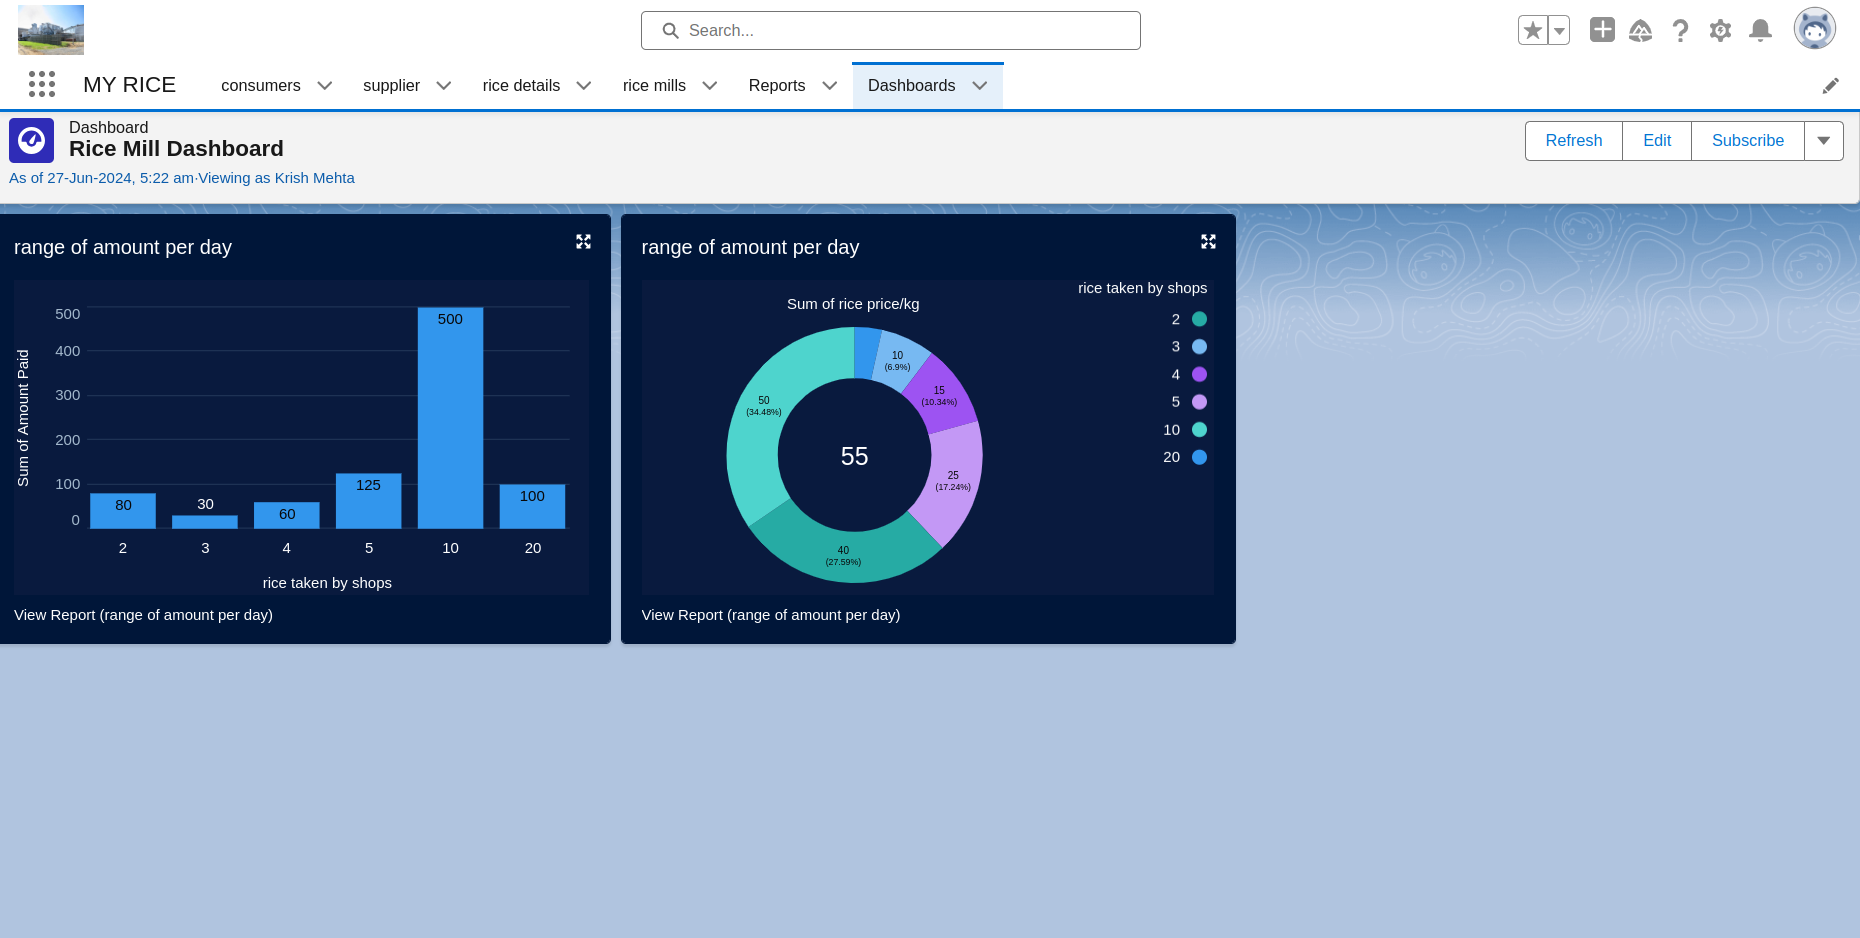 Search...
MY RICE
consumers
supplier
rice details
rice mills
Reports
Dashboards
Dashboard
Rice Mill Dashboard
As of 27-Jun-2024, 5:22 am·Viewing as Krish Mehta
Refresh
Edit
Subscribe
range of amount per day
Sum of Amount Paid
500
400
300
200
100
0
80
30
60
125
500
100
2
3
4
5
10
20
rice taken by shops
View Report (range of amount per day)
range of amount per day
Sum of rice price/kg
10
(6.9%)
15
(10.34%)
25
(17.24%)
40
(27.59%)
50
(34.48%)
55
rice taken by shops
2
3
4
5
10
20
View Report (range of amount per day)